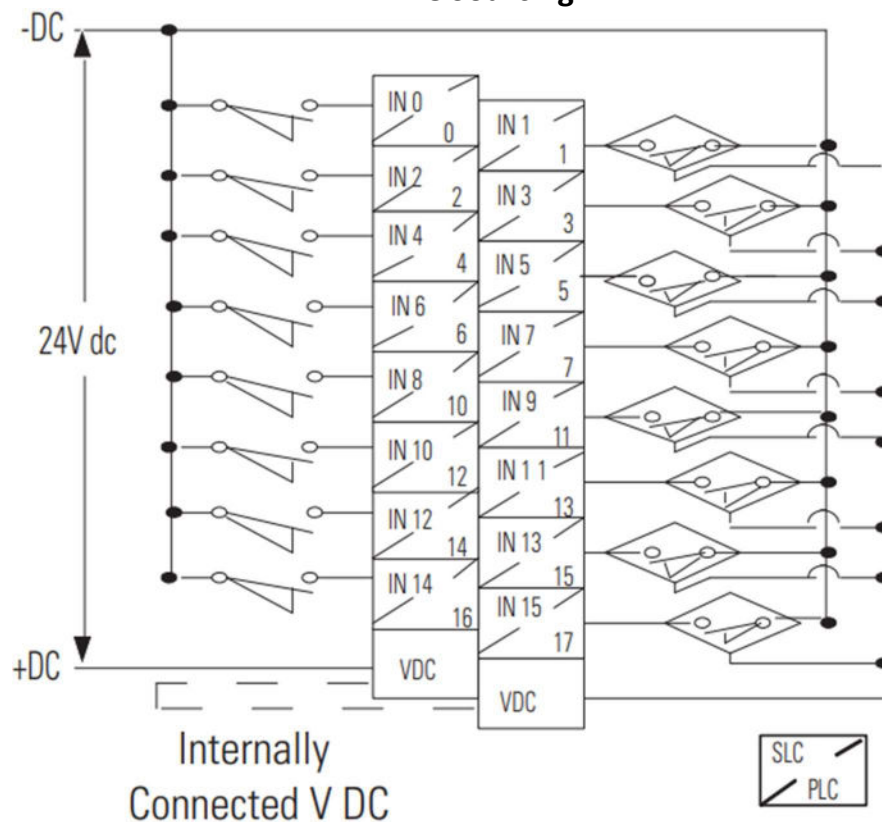 -DC
IN 0
0
IN 1
1
IN 2
2
IN 3
3
IN 4
4
IN 5
5
IN 6
6
IN 7
7
24V dc
IN 8
10
IN 9
11
IN 10
12
IN 1 1
13
IN 12
14
IN 13
15
IN 14
16
IN 15
17
+DC
VDC
VDC
Internally
Connected V DC
SLC
PLC